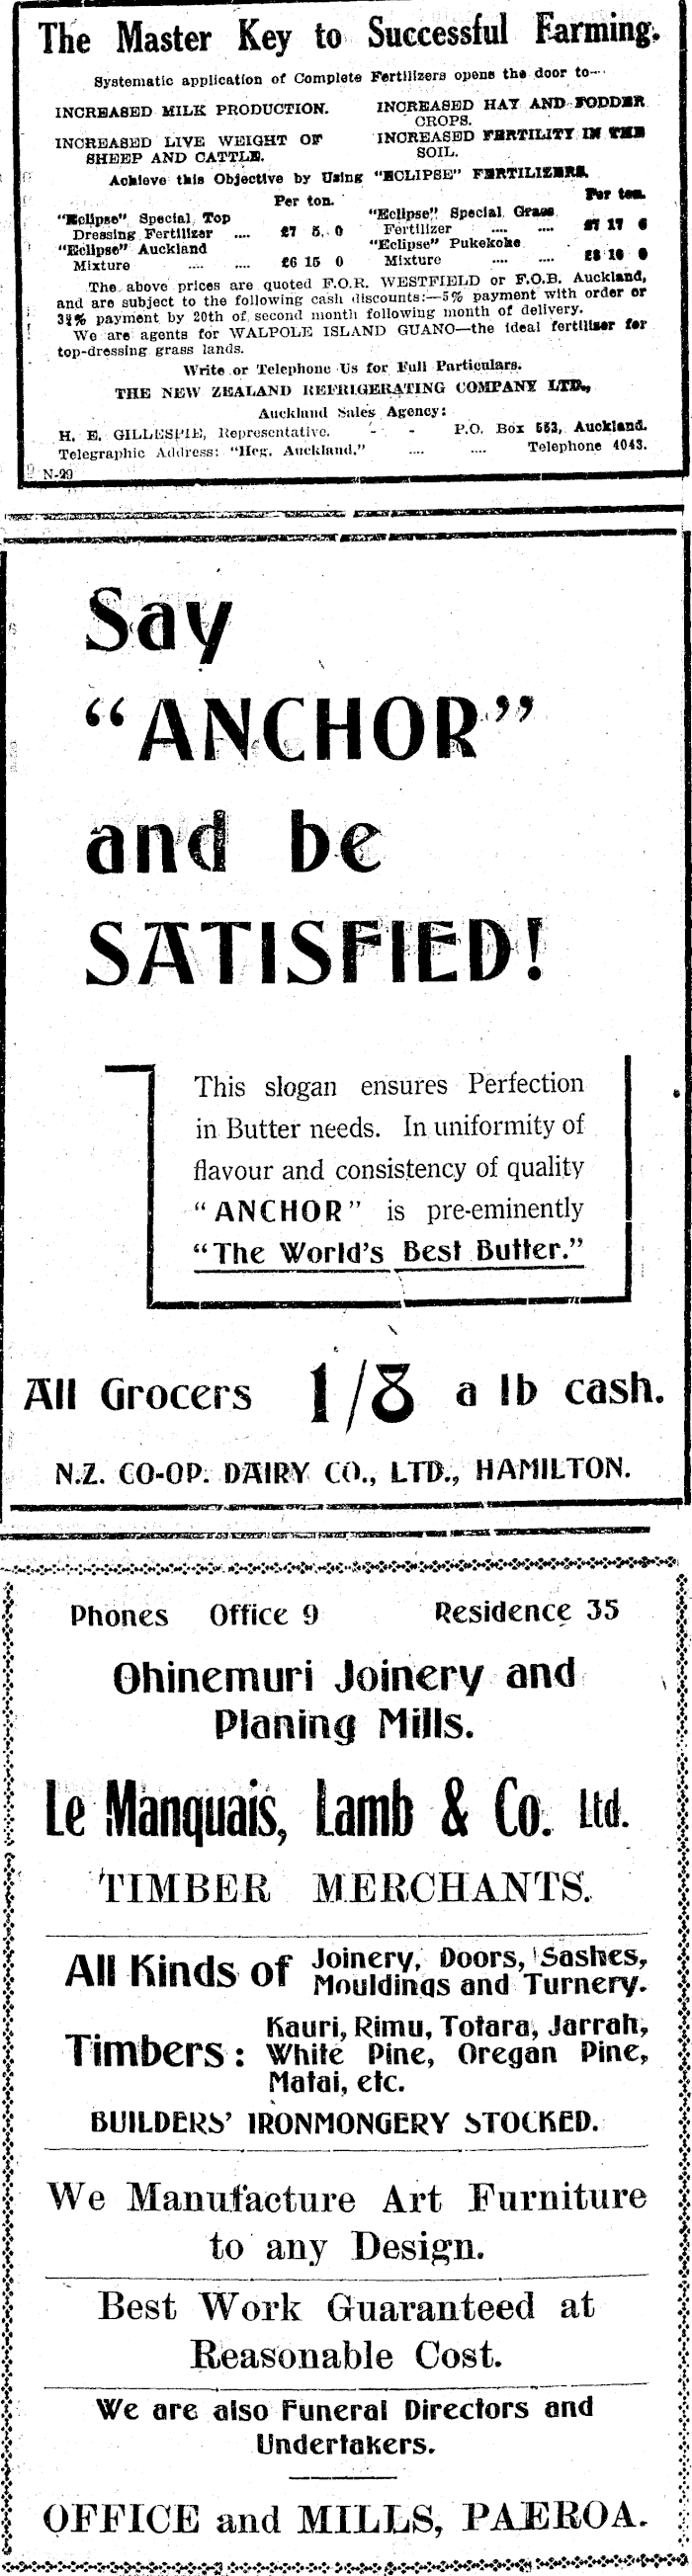 The Master Key to Successful Farming.
Systematic application of Complete Fertilizers opens the door to—
INCREASED MILK PRODUCTION.
INCREASED HAY AND FODDER CROPS.
INCREASED LIVE WEIGHT OF SHEEP AND CATTLE.
INCREASED FERTILITY IN THE SOIL.
Achieve this Objective by Using "ECLIPSE" FERTILIZERS.
Per ton.
"Eclipse" Special Top
Dressing Fertilizer .... £7 5 0
"Eclipse" Auckland
Mixture .... .... £6 15 0
Per ton.
"Eclipse" Special Grass
Fertilizer .... .... £7 17 6
"Eclipse" Pukekohe
Mixture .... .... £8 10 0
The above prices are quoted F.O.R. WESTFIELD or F.O.B. Auckland,
and are subject to the following cash discounts:—5% payment with order or
payment by 20th of second month following month of delivery.
We are agents for WALPOLE ISLAND GUANO—the ideal fertiliser for
top-dressing grass lands.
Write or Telephone Us for Full Particulars.
THE NEW ZEALAND REFRIGERATING COMPANY LTD.,
Auckland Sales Agency:
H. E. GILLESPIE, Representative. - - P.O. Box 553, Auckland.
Telegraphic Address: "Reg. Auckland." .... .... Telephone 4043.
N-29
Say
"ANCHOR"
and be
SATISFIED!
This slogan ensures Perfection
in Butter needs. In uniformity of
flavour and consistency of quality
"ANCHOR" is pre-eminently
"The World's Best Butter."
All Grocers 1/8 a lb cash.
N.Z. CO-OP. DAIRY CO., LTD., HAMILTON.
Phones Office 9 Residence 35
Ohinemuri Joinery and
Planing Mills.
Le Manquais, Lamb & Co. Ltd.
TIMBER MERCHANTS.
All Kinds of Joinery, Doors, Sashes,
Mouldings and Turnery.
Timbers: Kauri, Rimu, Totara, Jarrah,
White Pine, Oregan Pine,
Matai, etc.
BUILDERS' IRONMONGERY STOCKED.
We Manufacture Art Furniture
to any Design.
Best Work Guaranteed at
Reasonable Cost.
We are also Funeral Directors and
Undertakers.
OFFICE and MILLS, PAEROA.